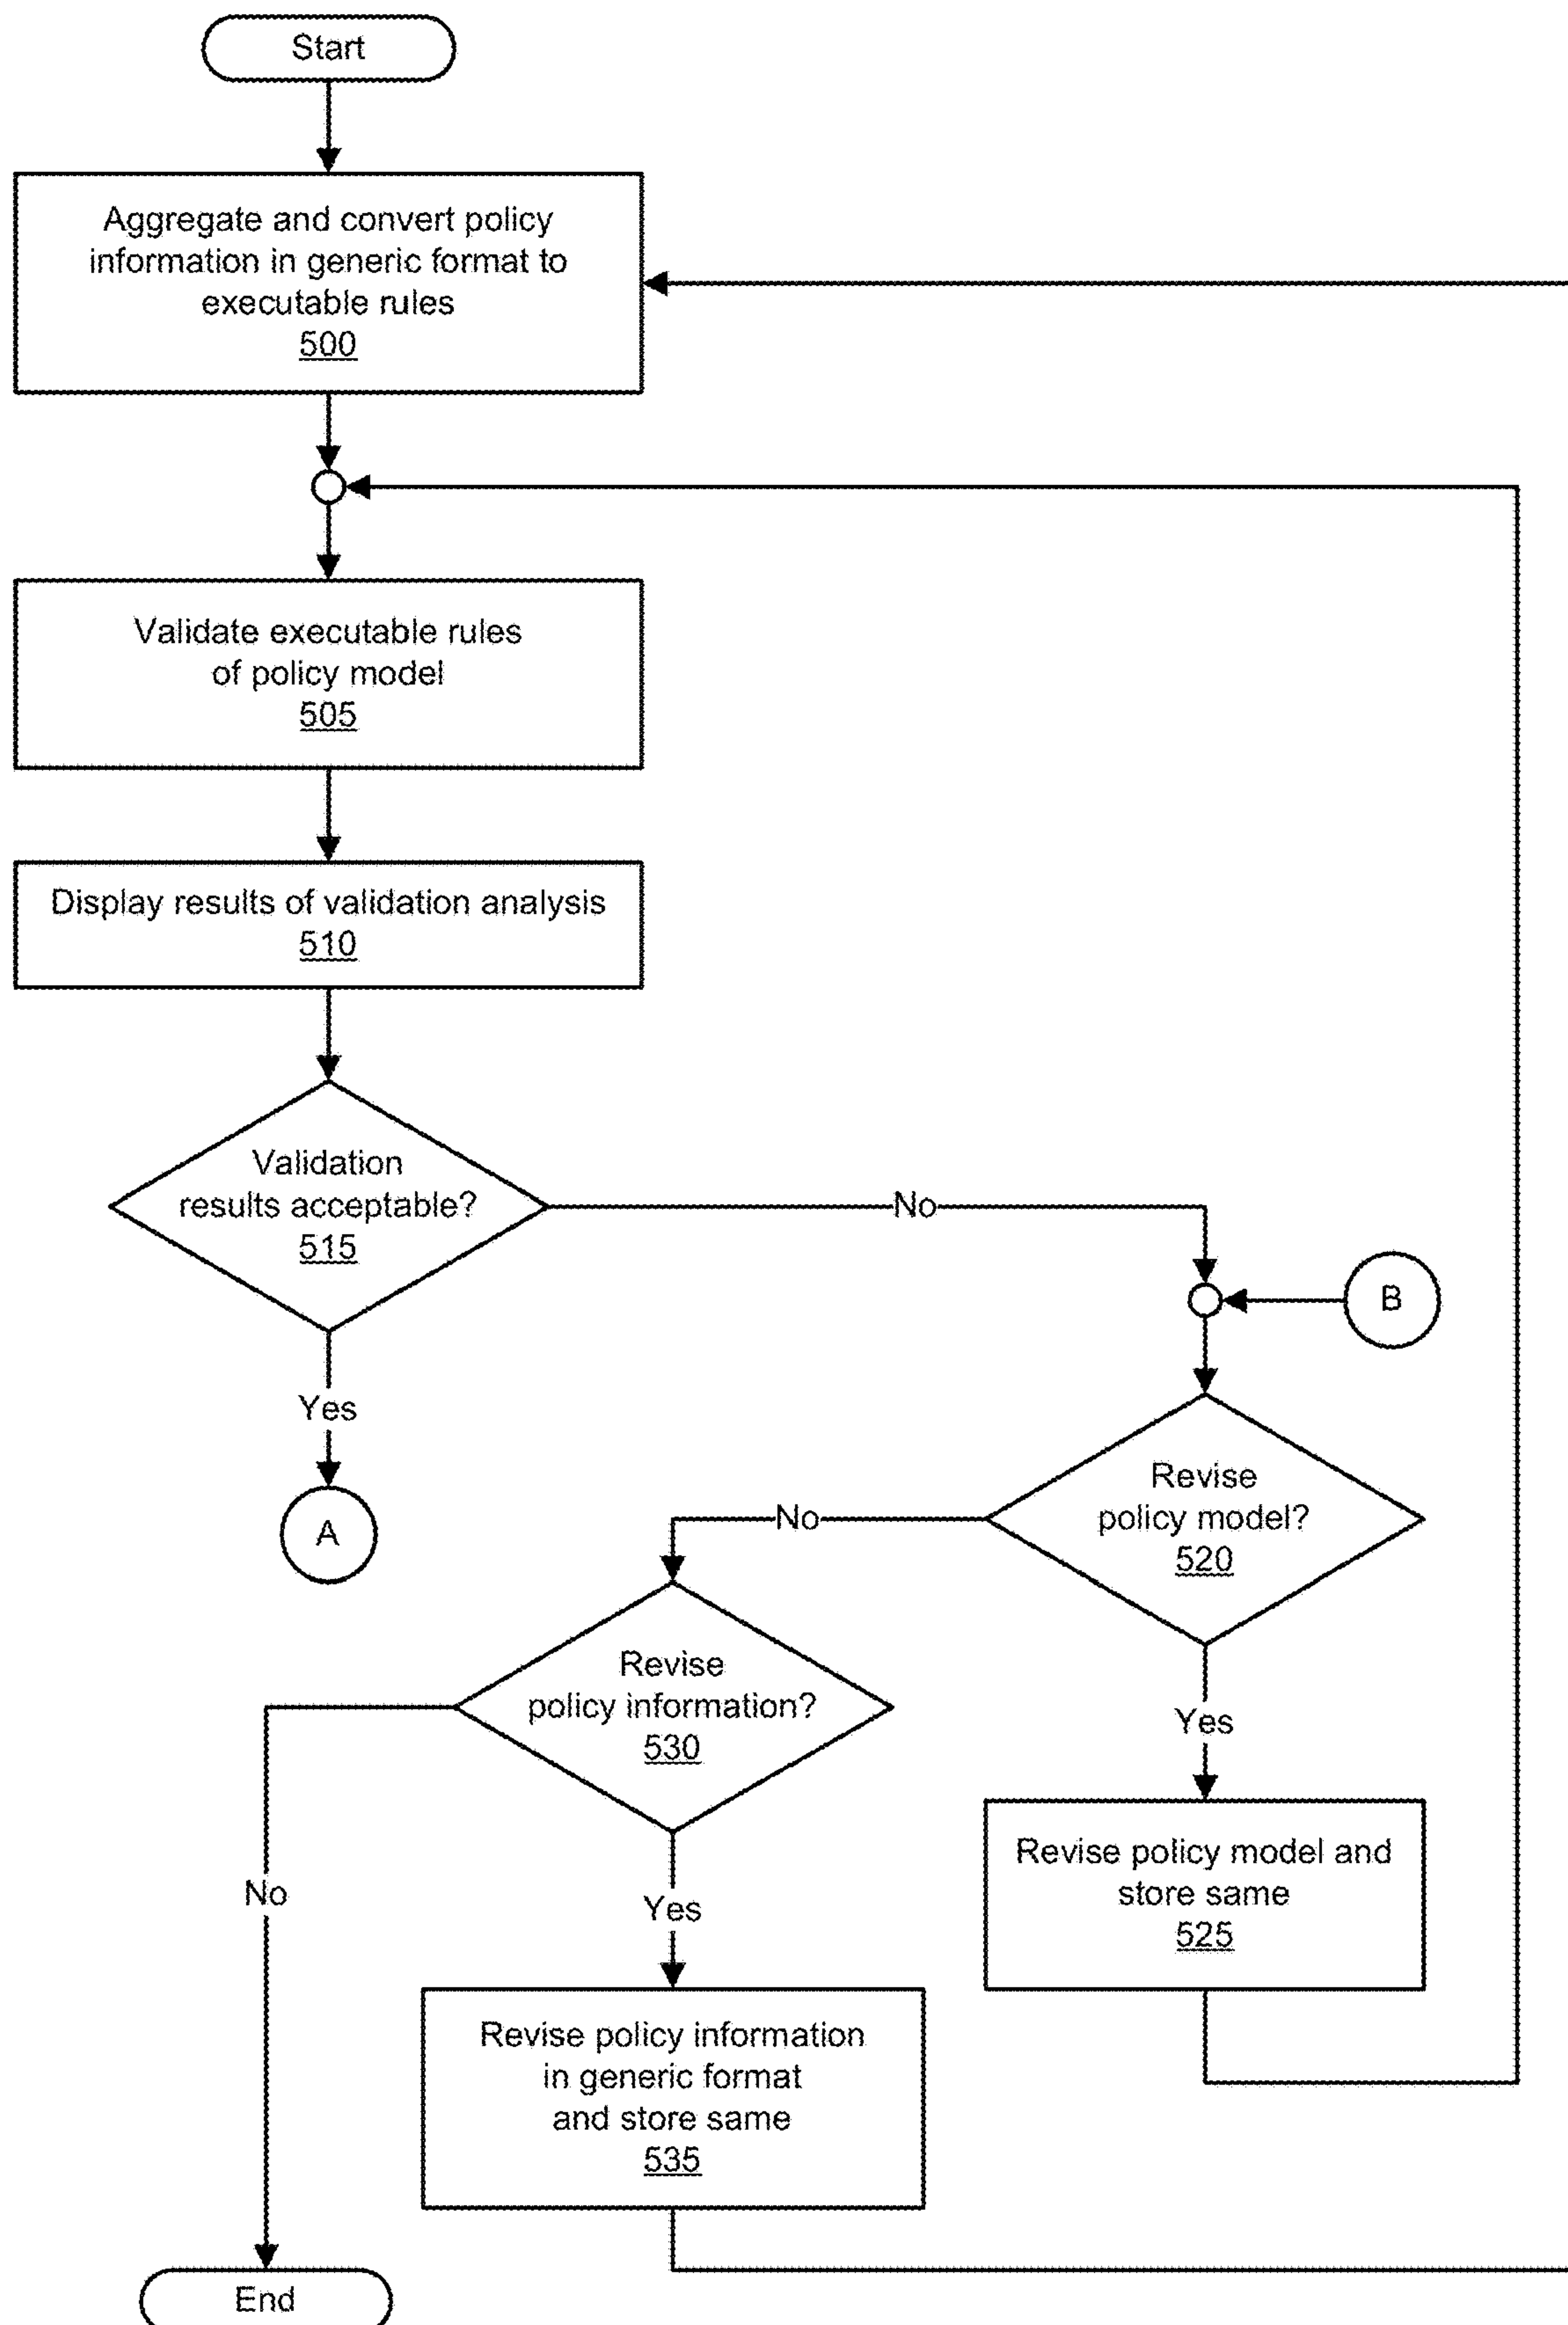 Start
Aggregate and convert policy
information in generic format to
executable rules
500
Validate executable rules
of policy model
505
Display results of validation analysis
510
Validation
results acceptable?
515
No
B
Yes
A
Revise
policy model?
520
No
Revise
policy information?
530
Yes
Revise policy model and
store same
525
No
Yes
Revise policy information
in generic format
and store same
535
End